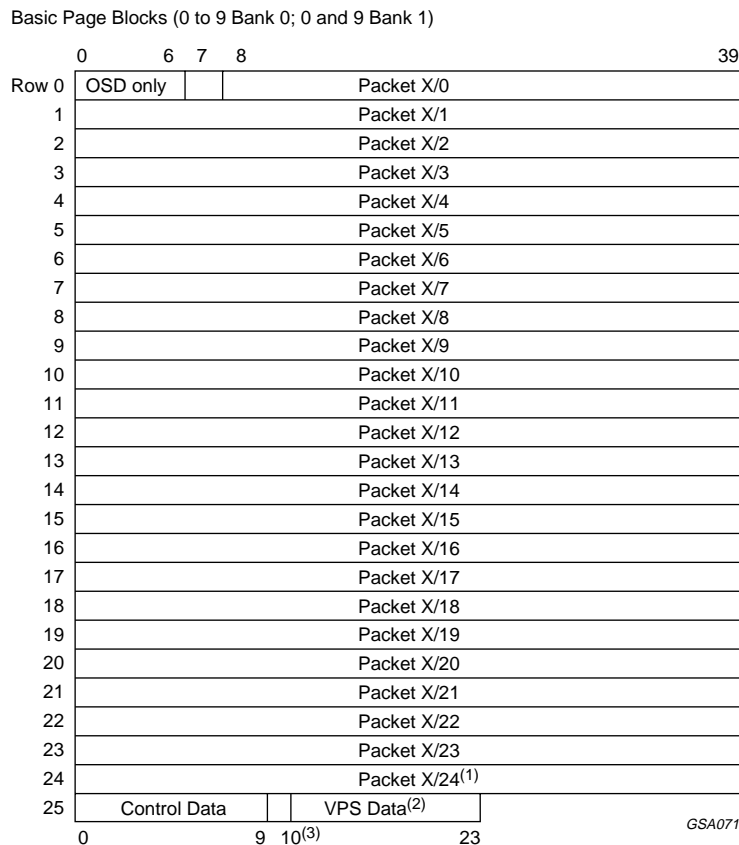 Basic Page Blocks (0 to 9 Bank 0; 0 and 9 Bank 1)
0 6 7 8 39
Row 0 OSD only Packet X/0
1 Packet X/1
2 Packet X/2
3 Packet X/3
4 Packet X/4
5 Packet X/5
6 Packet X/6
7 Packet X/7
8 Packet X/8
9 Packet X/9
10 Packet X/10
11 Packet X/11
12 Packet X/12
13 Packet X/13
14 Packet X/14
15 Packet X/15
16 Packet X/16
17 Packet X/17
18 Packet X/18
19 Packet X/19
20 Packet X/20
21 Packet X/21
22 Packet X/22
23 Packet X/23
24 Packet X/24(1)
25 Control Data VPS Data(2)
0 9 10(3) 23
GSA071